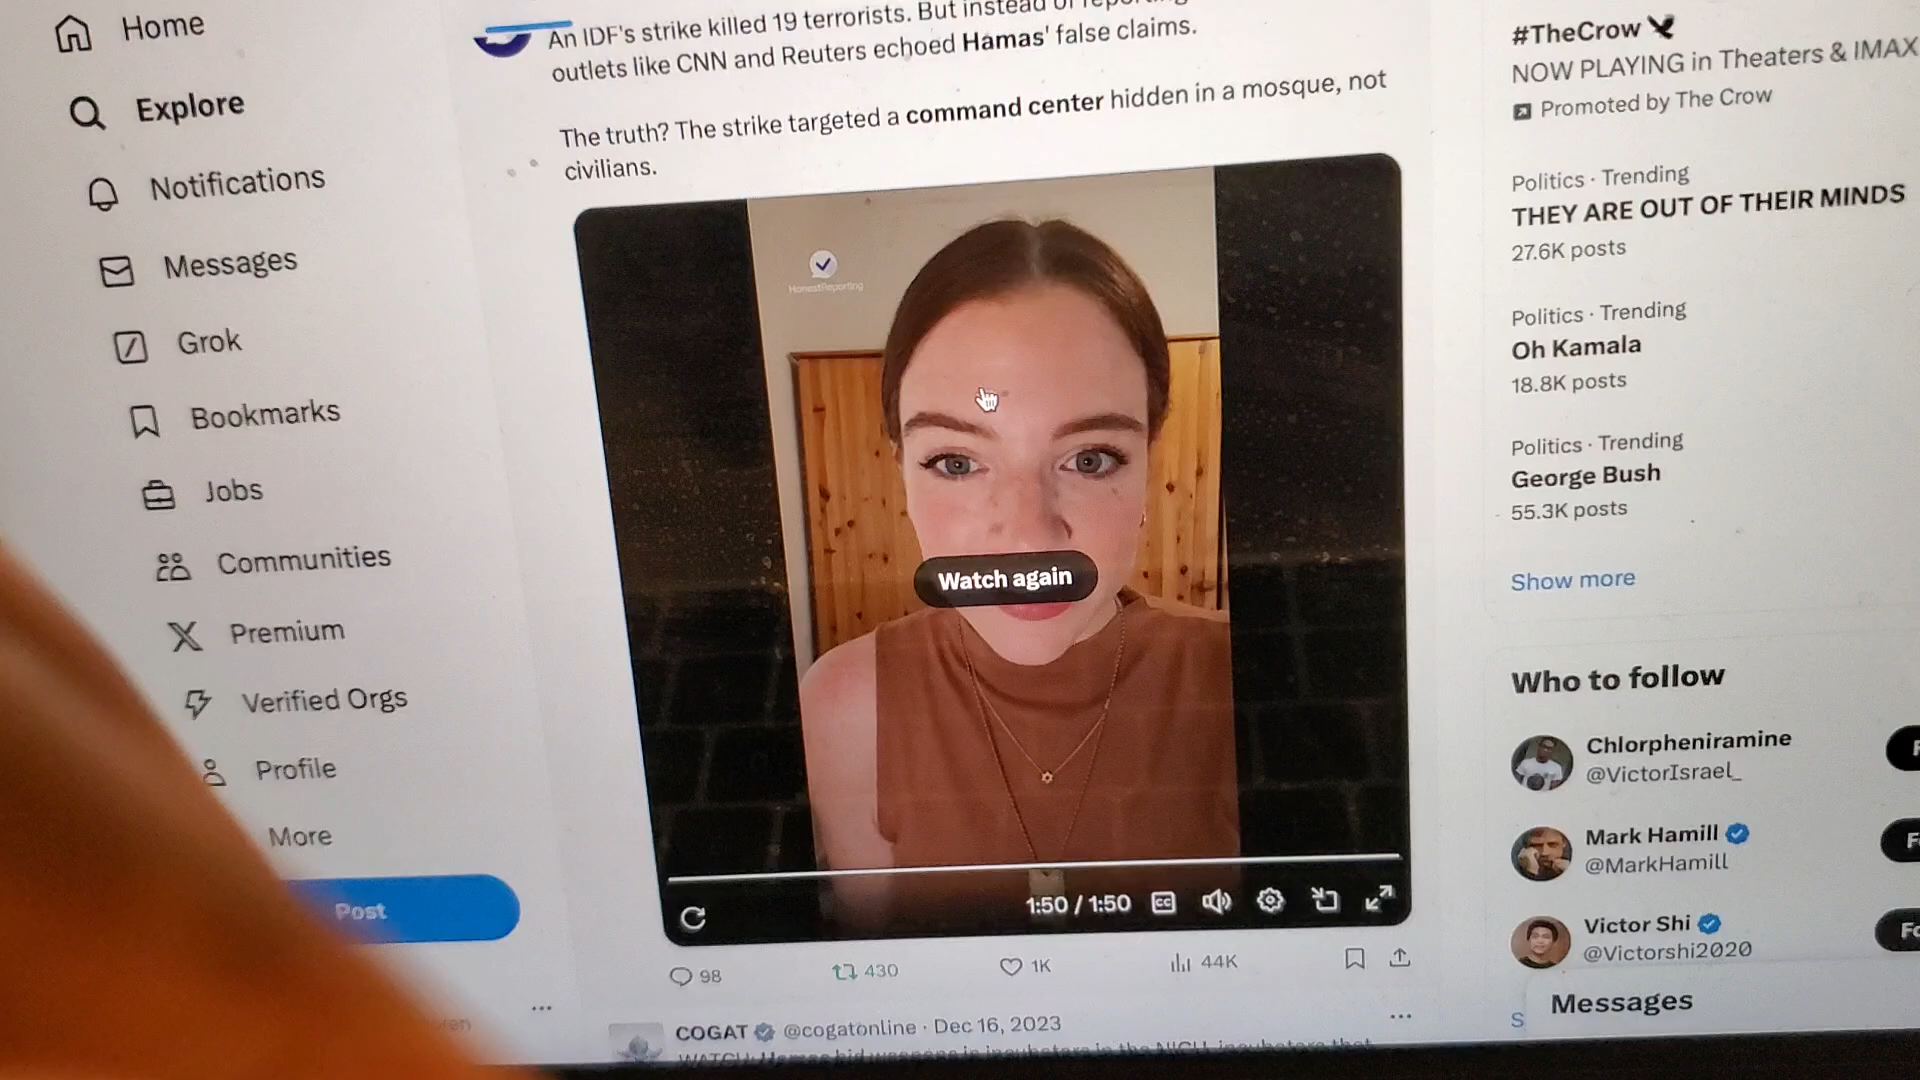 Home
Explore
Notifications
Messages
Grok
Bookmarks
Jobs
Communities
Premium
Verified Orgs
Profile
More
Post
An IDF's strike killed 19 terrorists. But instead of reporting
outlets like CNN and Reuters echoed Hamas' false claims.
The truth? The strike targeted a command center hidden in a mosque, not
civilians.
HonestReporting
Watch again
1:50 / 1:50
CC
98
430
1K
44K
COGAT @cogatonline · Dec 16, 2023
#TheCrow
NOW PLAYING in Theaters & IMAX
Promoted by The Crow
Politics · Trending
THEY ARE OUT OF THEIR MINDS
27.6K posts
Politics · Trending
Oh Kamala
18.8K posts
Politics · Trending
George Bush
55.3K posts
Show more
Who to follow
Chlorpheniramine
@VictorIsrael_
Mark Hamill
@MarkHamill
Victor Shi
@Victorshi2020
Messages